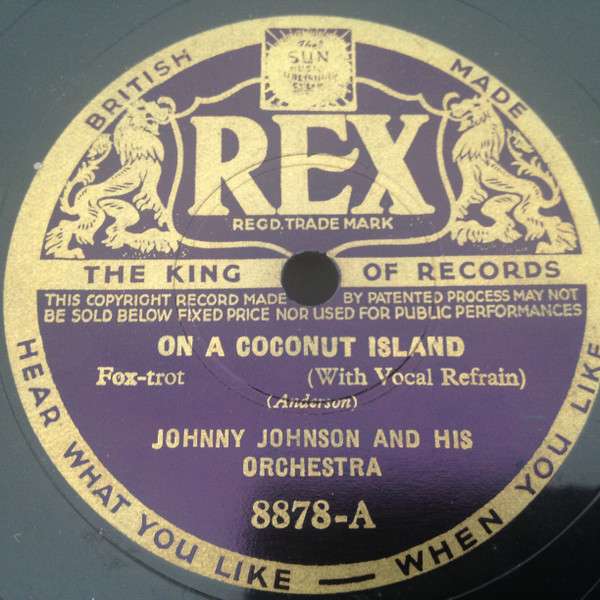 BRITISH MADE
The
SUN
REX
REGD. TRADE MARK
THE KING OF RECORDS
THIS COPYRIGHT RECORD MADE BY PATENTED PROCESS MAY NOT
BE SOLD BELOW FIXED PRICE NOR USED FOR PUBLIC PERFORMANCES
ON A COCONUT ISLAND
Fox-trot (With Vocal Refrain)
(Anderson)
JOHNNY JOHNSON AND HIS
ORCHESTRA
8878-A
HEAR WHAT YOU LIKE — WHEN YOU LIKE